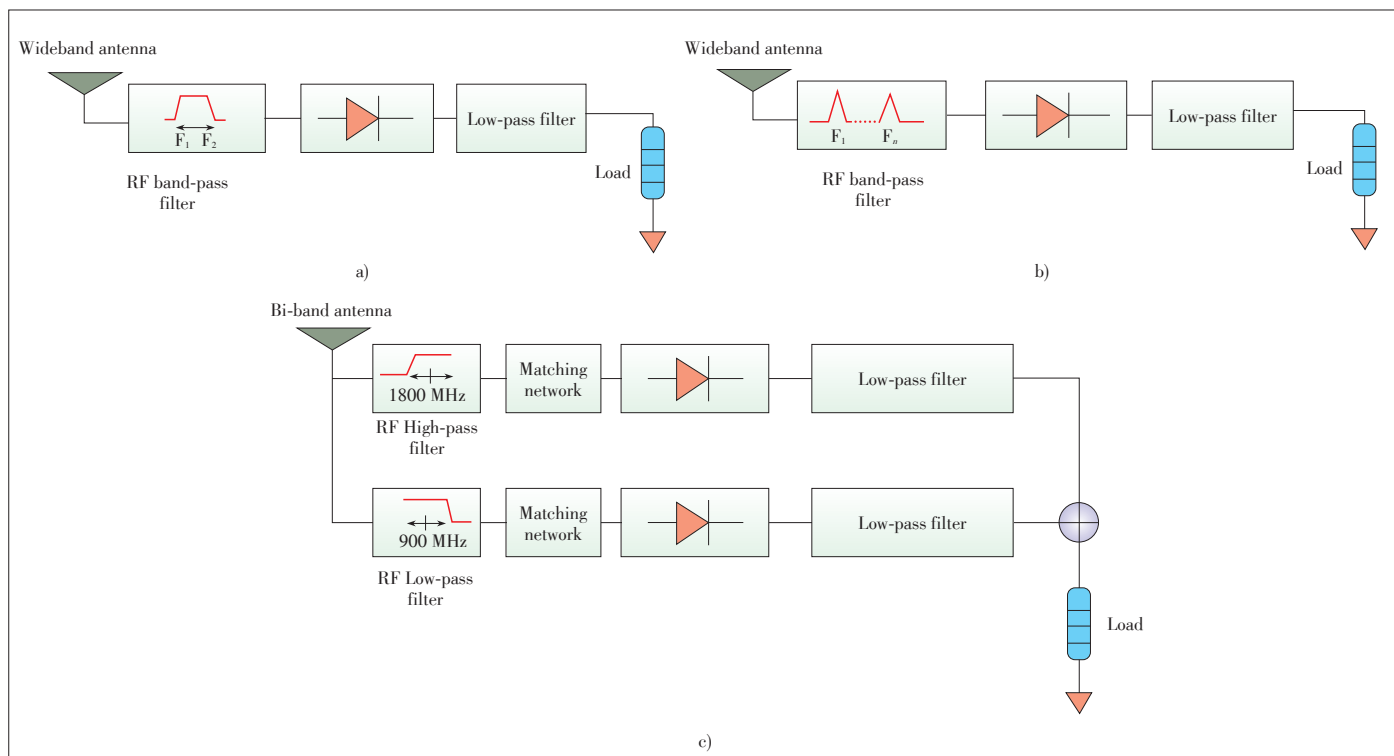 Wideband antenna
F1 F2
RF band-pass
filter
Low-pass filter
Load
a)
Wideband antenna
F1 Fn
RF band-pass
filter
Low-pass filter
Load
b)
Bi-band antenna
1800 MHz
RF High-pass
filter
Matching
network
Low-pass filter
900 MHz
RF Low-pass
filter
Matching
network
Low-pass filter
Load
c)